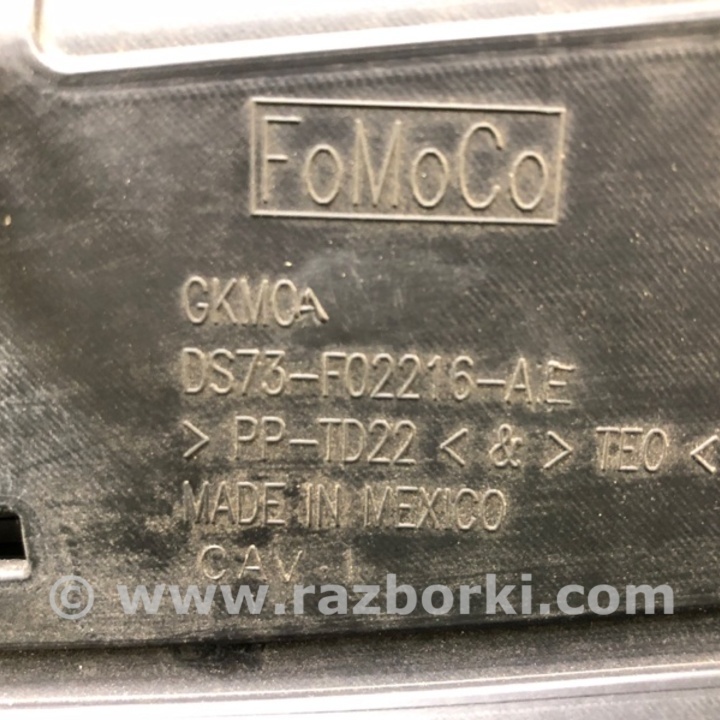 FoMoCo
GKMCA
DS73-F02216-AE
> PP-TD22 < & > TEO <
MADE IN MEXICO
CAV.1
© www.razborki.com